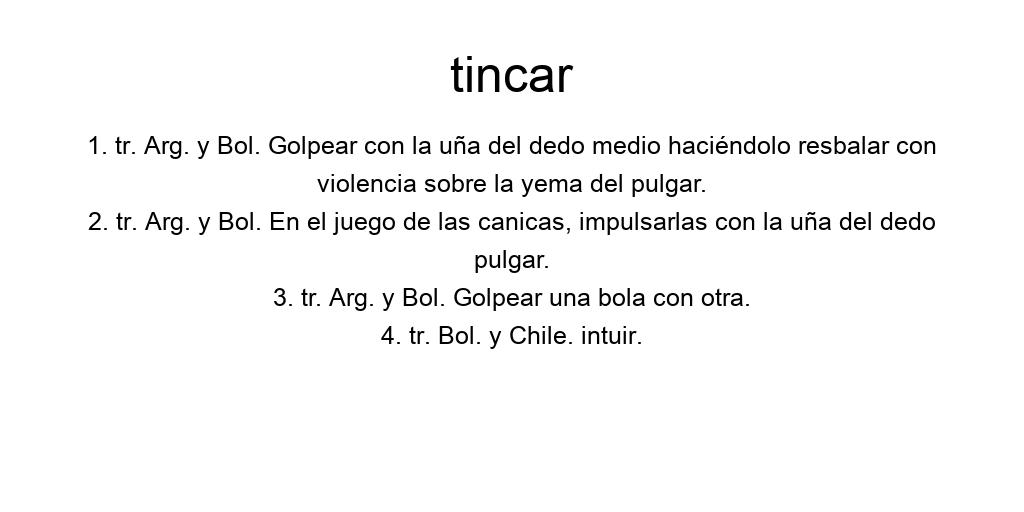 tincar
1. tr. Arg. y Bol. Golpear con la uña del dedo medio haciéndolo resbalar con
violencia sobre la yema del pulgar.
2. tr. Arg. y Bol. En el juego de las canicas, impulsarlas con la uña del dedo
pulgar.
3. tr. Arg. y Bol. Golpear una bola con otra.
4. tr. Bol. y Chile. intuir.